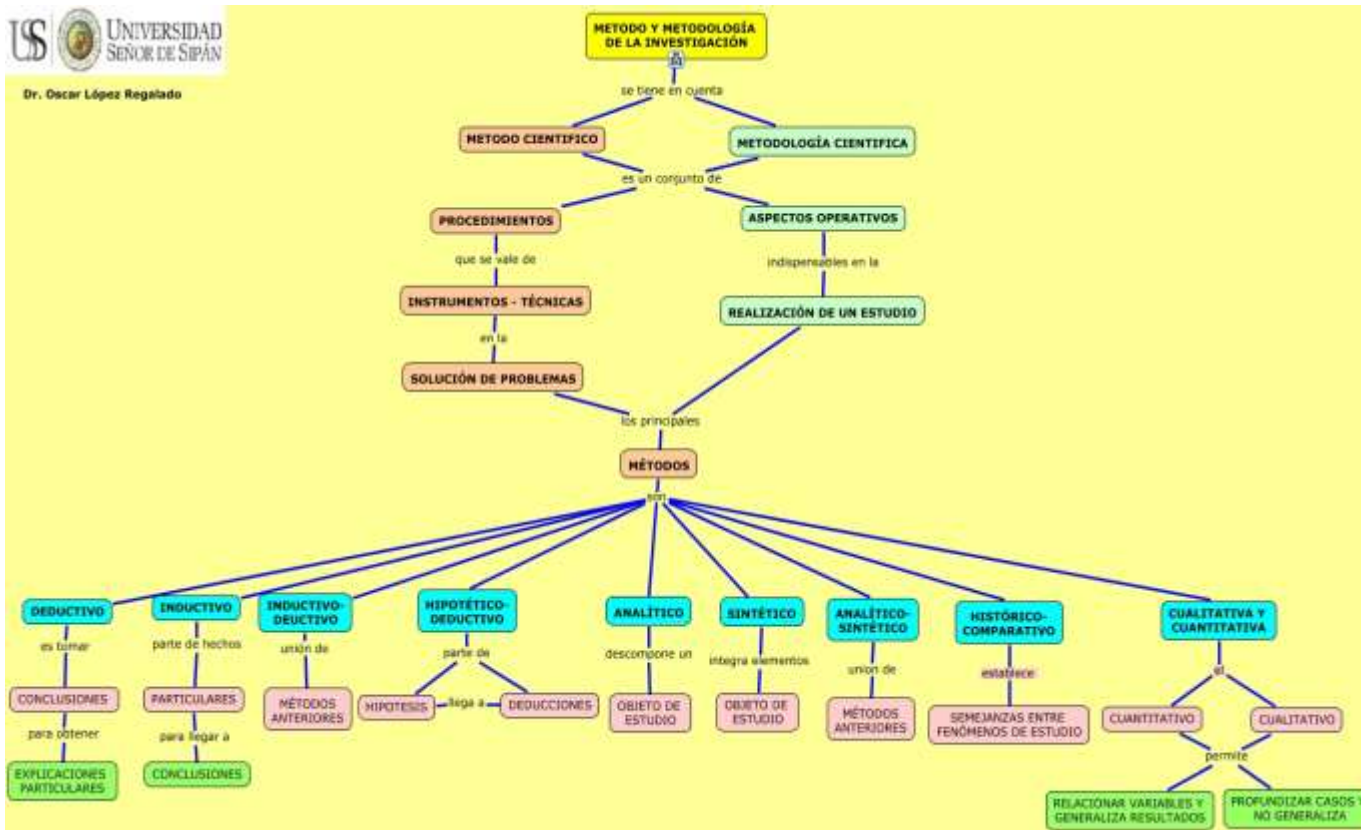 USS UNIVERSIDAD
SEÑOR DE SIPÁN
Dr. Oscar López Regalado
METODO Y METODOLOGÍA
DE LA INVESTIGACIÓN
se tiene en cuenta
METODO CIENTIFICO
METODOLOGÍA CIENTIFICA
es un conjunto de
PROCEDIMIENTOS
ASPECTOS OPERATIVOS
que se vale de
indispensables en la
INSTRUMENTOS - TÉCNICAS
REALIZACIÓN DE UN ESTUDIO
en la
SOLUCIÓN DE PROBLEMAS
los principales
MÉTODOS
son
DEDUCTIVO
es tomar
CONCLUSIONES
para obtener
EXPLICACIONES
PARTICULARES
INDUCTIVO
parte de hechos
PARTICULARES
para llegar a
CONCLUSIONES
INDUCTIVO-
DEUCTIVO
unión de
MÉTODOS
ANTERIORES
HIPOTÉTICO-
DEDUCTIVO
parte de
HIPOTESIS
llega a
DEDUCCIONES
ANALÍTICO
descompone un
OBJETO DE
ESTUDIO
SINTÉTICO
integra elementos
OBJETO DE
ESTUDIO
ANALÍTICO-
SINTÉTICO
union de
MÉTODOS
ANTERIORES
HISTÓRICO-
COMPARATIVO
establece
SEMEJANZAS ENTRE
FENÓMENOS DE ESTUDIO
CUALITATIVA Y
CUANTITATIVA
el
CUANTITATIVO
CUALITATIVO
permite
RELACIONAR VARIABLES Y
GENERALIZA RESULTADOS
PROFUNDIZAR CASOS Y
NO GENERALIZA